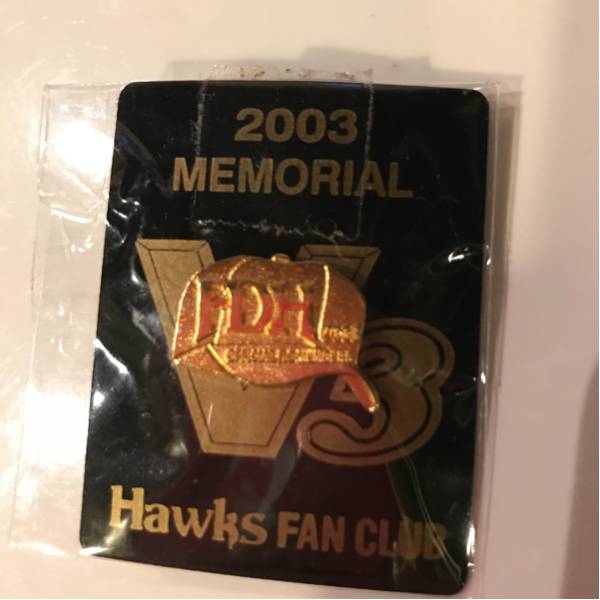 2003
MEMORIAL
V3
FDH
Hawks FAN CLUB